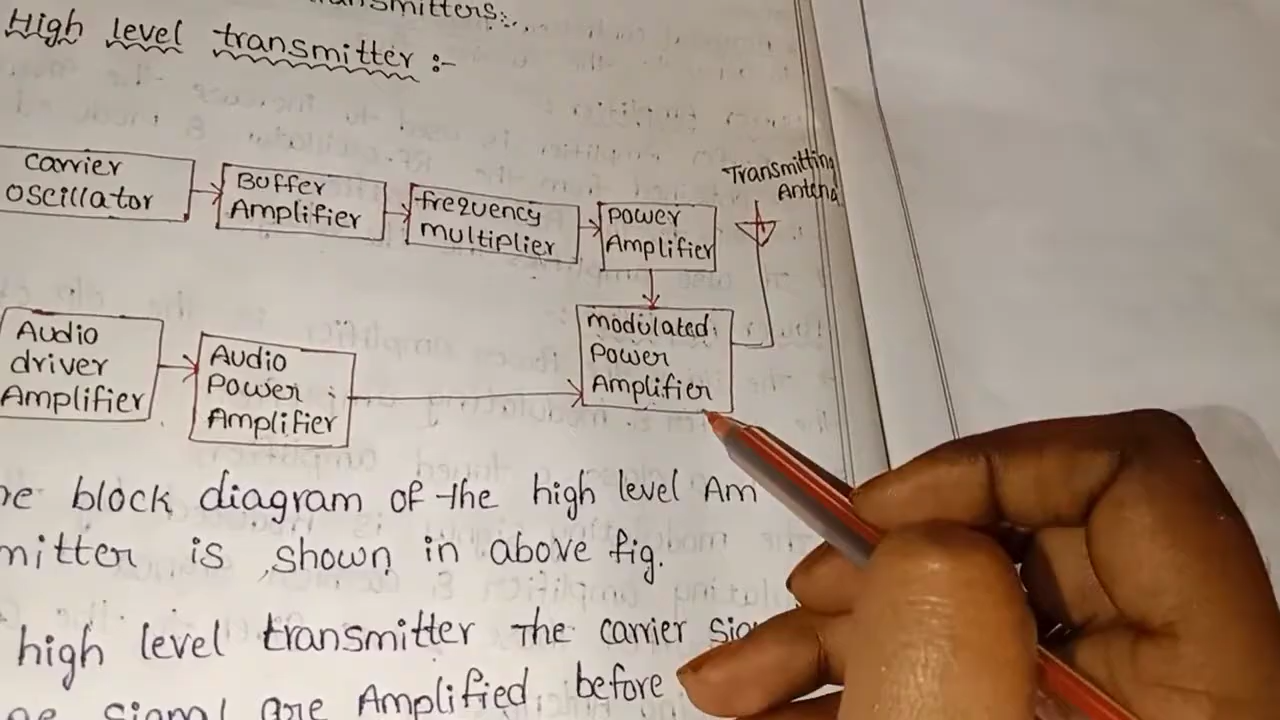 transmitters:-
High level transmitter :-
Carrier
oscillator
Buffer
Amplifier
frequency
multiplier
power
Amplifier
Transmitting
Antena
modulated
power
Amplifier
Audio
driver
Amplifier
Audio
power
Amplifier
block diagram of the high level Am
mitter is shown in above fig.
high level transmitter The carrier
are Amplified before